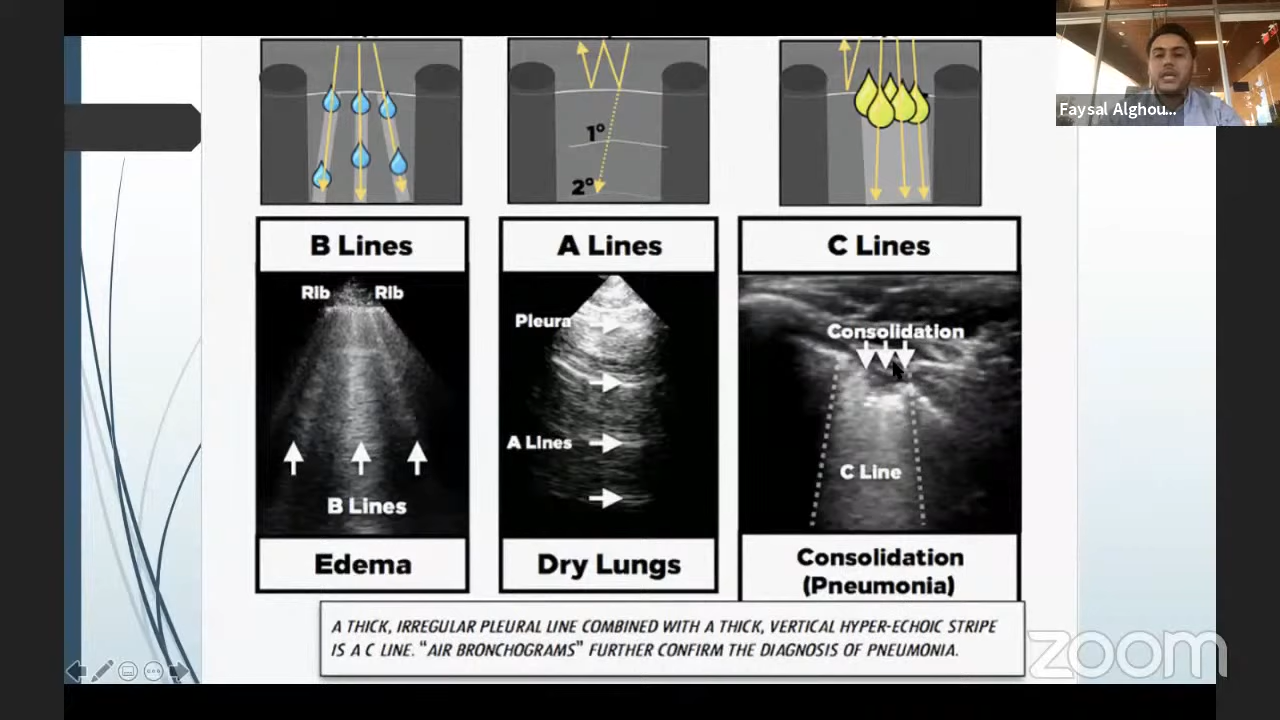 1°
2°
B Lines
A Lines
C Lines
Rib Rib
B Lines
Pleura
A Lines
Consolidation
C Line
Edema
Dry Lungs
Consolidation
(Pneumonia)
A THICK, IRREGULAR PLEURAL LINE COMBINED WITH A THICK, VERTICAL HYPER-ECHOIC STRIPE
IS A C LINE. “AIR BRONCHOGRAMS” FURTHER CONFIRM THE DIAGNOSIS OF PNEUMONIA.
Faysal Alghou...
zoom